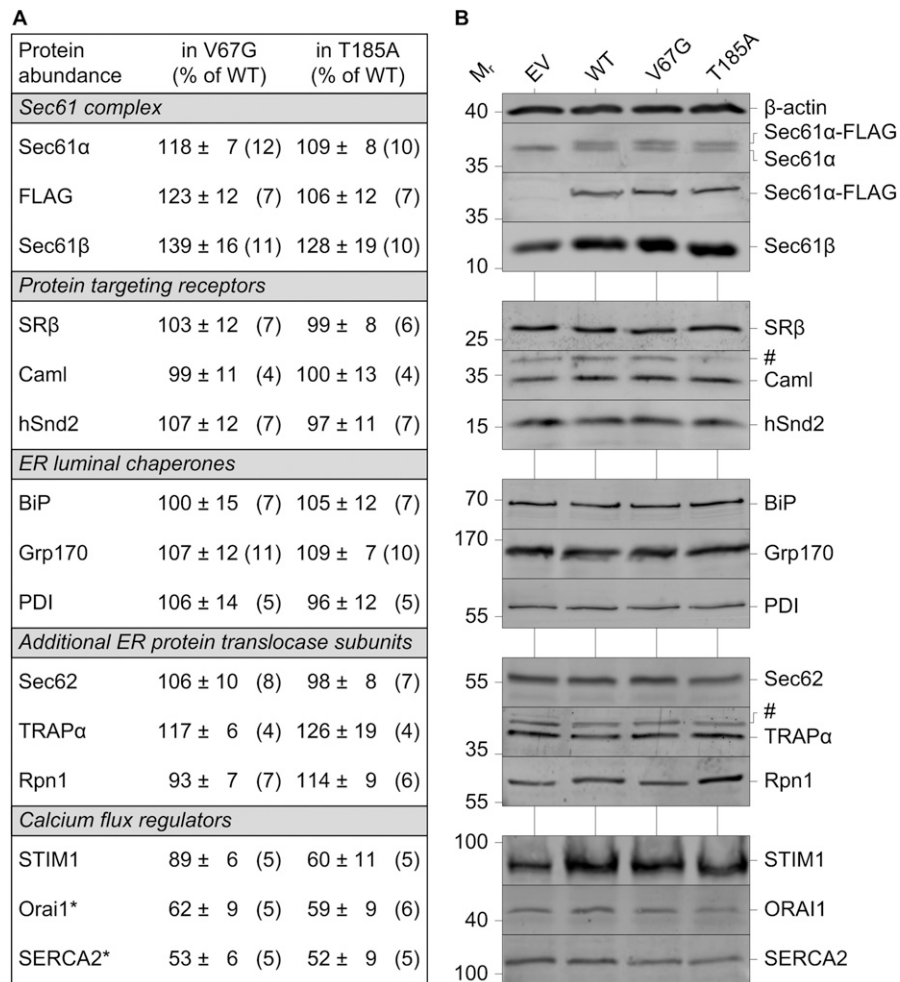 A
Protein abundance
in V67G (% of WT)
in T185A (% of WT)
Sec61 complex
Sec61α 118 ± 7 (12) 109 ± 8 (10)
FLAG 123 ± 12 (7) 106 ± 12 (7)
Sec61β 139 ± 16 (11) 128 ± 19 (10)
Protein targeting receptors
SRβ 103 ± 12 (7) 99 ± 8 (6)
Caml 99 ± 11 (4) 100 ± 13 (4)
hSnd2 107 ± 12 (7) 97 ± 11 (7)
ER luminal chaperones
BiP 100 ± 15 (7) 105 ± 12 (7)
Grp170 107 ± 12 (11) 109 ± 7 (10)
PDI 106 ± 14 (5) 96 ± 12 (5)
Additional ER protein translocase subunits
Sec62 106 ± 10 (8) 98 ± 8 (7)
TRAPα 117 ± 6 (4) 126 ± 19 (4)
Rpn1 93 ± 7 (7) 114 ± 9 (6)
Calcium flux regulators
STIM1 89 ± 6 (5) 60 ± 11 (5)
Orai1* 62 ± 9 (5) 59 ± 9 (6)
SERCA2* 53 ± 6 (5) 52 ± 9 (5)
B
Mr EV WT V67G T185A
40 β-actin
Sec61α-FLAG
35 Sec61α
Sec61α-FLAG
35
Sec61β
10
SRβ
25
#
35 Caml
15 hSnd2
70 BiP
170 Grp170
PDI
55
55 Sec62
#
TRAPα
35
Rpn1
55
100 STIM1
ORAI1
40
SERCA2
100